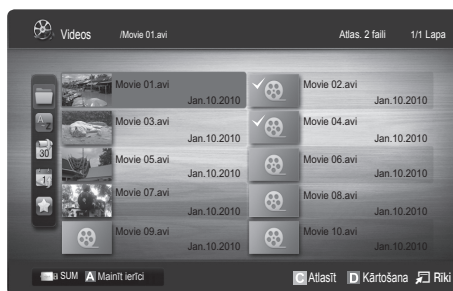 Videos /Movie 01.avi Atlas. 2 faili 1/1 Lapa
Movie 01.avi Movie 02.avi
Jan.10.2010 Jan.10.2010
Movie 03.avi Movie 04.avi
Jan.10.2010 Jan.10.2010
Movie 05.avi Movie 06.avi
Jan.10.2010 Jan.10.2010
Movie 07.avi Movie 08.avi
Jan.10.2010 Jan.10.2010
Movie 09.avi Movie 10.avi
Jan.10.2010 Jan.10.2010
A Z
30
1
a SUM A Mainīt ierīci C Atlasīt D Kārtošana Rīki